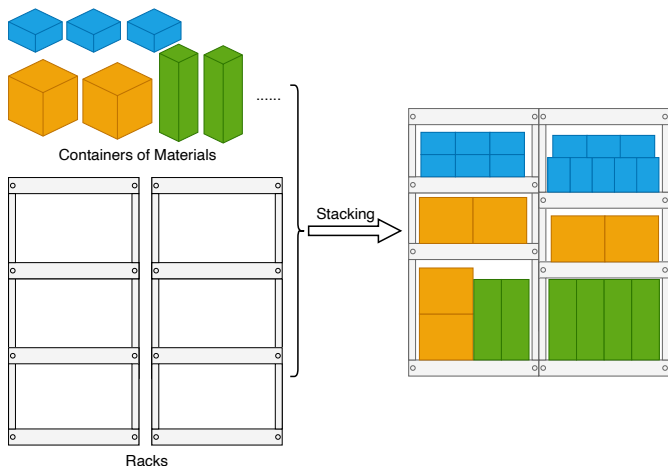 ......
Containers of Materials
Stacking
Racks